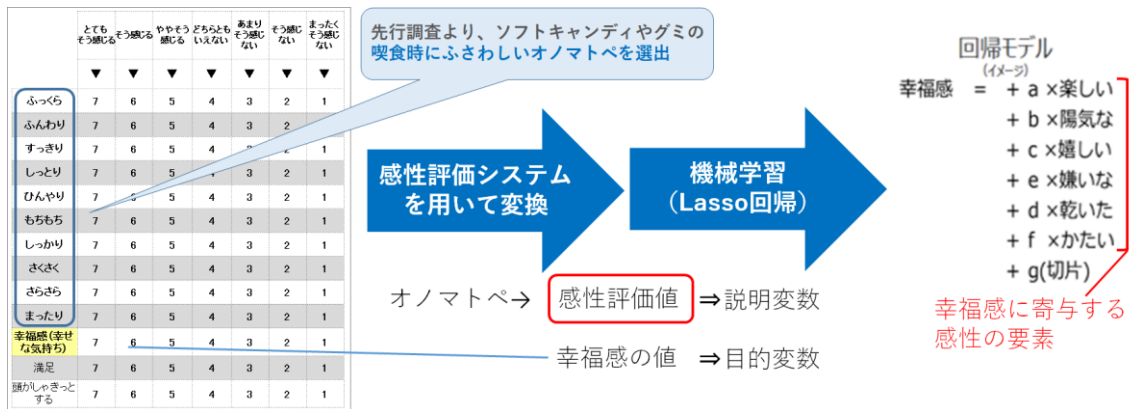 とても そう感じる そう感じる ややそう 感じる どちらとも いえない あまり そう感じ ない そう感じ ない まったく そう感じ ない
▼ ▼ ▼ ▼ ▼ ▼ ▼
ふっくら 7 6 5 4 3 2 1
ふんわり 7 6 5 4 3 2 1
すっきり 7 6 5 4 3 2 1
しっとり 7 6 5 4 3 2 1
ひんやり 7 6 5 4 3 2 1
もちもち 7 6 5 4 3 2 1
しっかり 7 6 5 4 3 2 1
さくさく 7 6 5 4 3 2 1
さらさら 7 6 5 4 3 2 1
まったり 7 6 5 4 3 2 1
幸福感(幸せ な気持ち) 7 6 5 4 3 2 1
満足 7 6 5 4 3 2 1
頭がしゃきっと する 7 6 5 4 3 2 1
先行調査より、ソフトキャンディやグミの
喫食時にふさわしいオノマトペを選出
感性評価システム
を用いて変換
機械学習
(Lasso回帰)
オノマトペ→ 感性評価値 ⇒説明変数
幸福感の値 ⇒目的変数
回帰モデル
(イメージ)
幸福感 = + a ×楽しい
+ b ×陽気な
+ c ×嬉しい
+ e ×嫌いな
+ d ×乾いた
+ f ×かたい
+ g(切片)
幸福感に寄与する
感性の要素